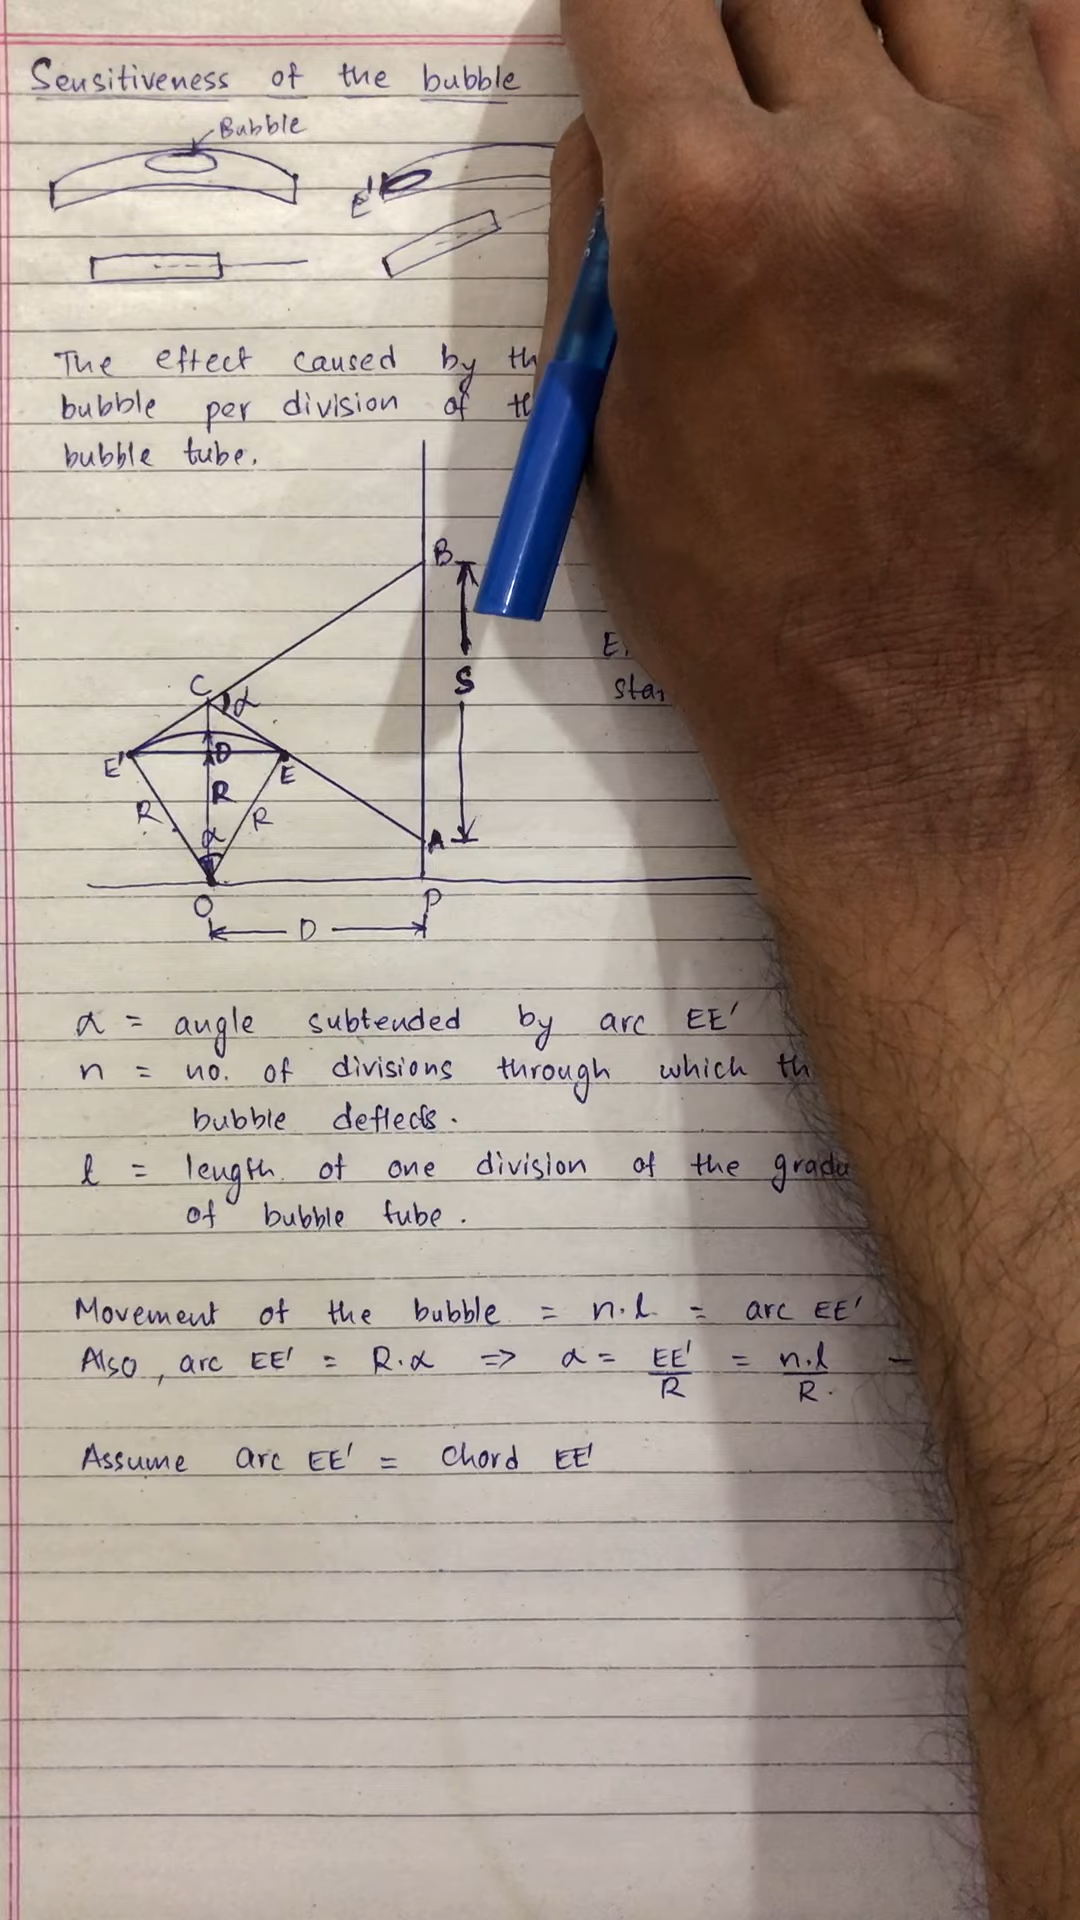 Sensitiveness of the bubble
Bubble
E'
The effect caused by
bubble per division of
bubble tube.
B
S
C α
E' D E
R R R
α
A
O P
D
α = angle subtended by arc EE'
n = no. of divisions through which
bubble deflects.
l = length of one division of the
of bubble tube.
Movement of the bubble = n.l. = arc EE'
Also, arc EE' = R.α => α = EE'/R = n.l/R. -
Assume arc EE' = chord EE'